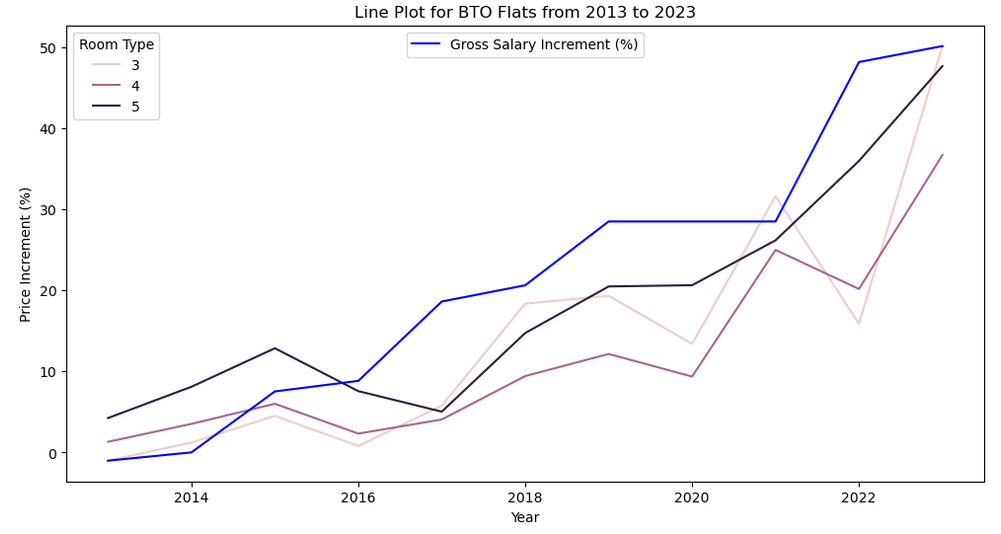 Line Plot for BTO Flats from 2013 to 2023
Room Type
3
4
5
Gross Salary Increment (%)
Price Increment (%)
50
40
30
20
10
0
2014 2016 2018 2020 2022
Year